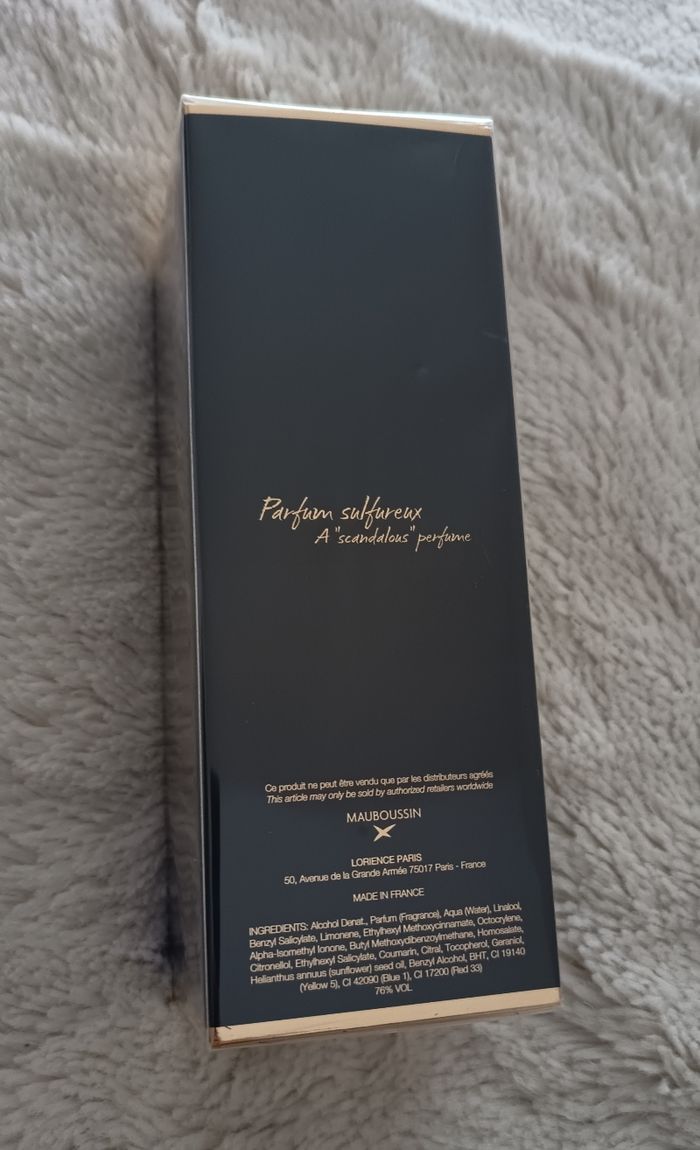 Parfum sulfureux
A "scandalous" perfume
Ce produit ne peut être vendu que par les distributeurs agréés
This article may only be sold by authorized retailers worldwide
MAUBOUSSIN
LORIENCE PARIS
50, Avenue de la Grande Armée 75017 Paris - France
MADE IN FRANCE
INGREDIENTS: Alcohol Denat., Parfum (Fragrance), Aqua (Water), Linalool,
Benzyl Salicylate, Limonene, Ethylhexyl Methoxycinnamate, Octocrylene,
Alpha-Isomethyl Ionone, Butyl Methoxydibenzoylmethane, Homosalate,
Citronellol, Ethylhexyl Salicylate, Coumarin, Citral, Tocopherol, Geraniol,
Helianthus annuus (sunflower) seed oil, Benzyl Alcohol, BHT, CI 19140
(Yellow 5), CI 42090 (Blue 1), CI 17200 (Red 33)
76% VOL